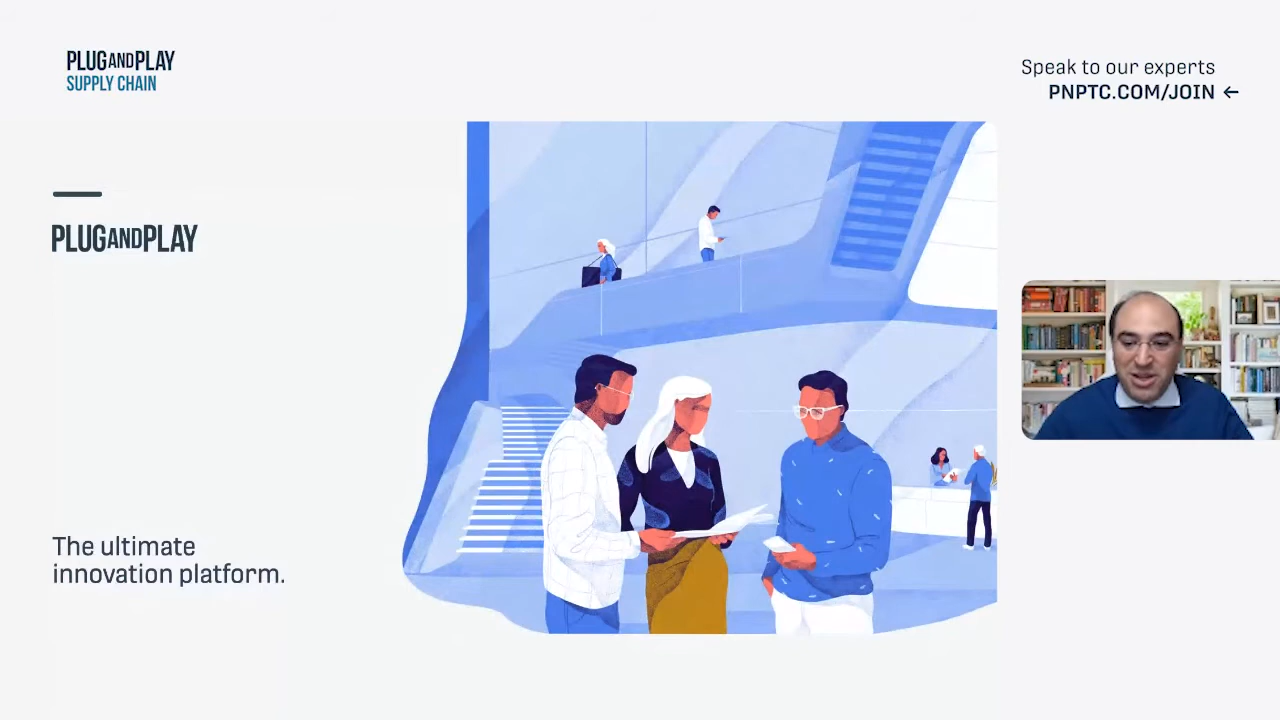 PLUGANDPLAY
SUPPLY CHAIN
Speak to our experts
PNPTC.COM/JOIN ←
PLUGANDPLAY
The ultimate
innovation platform.